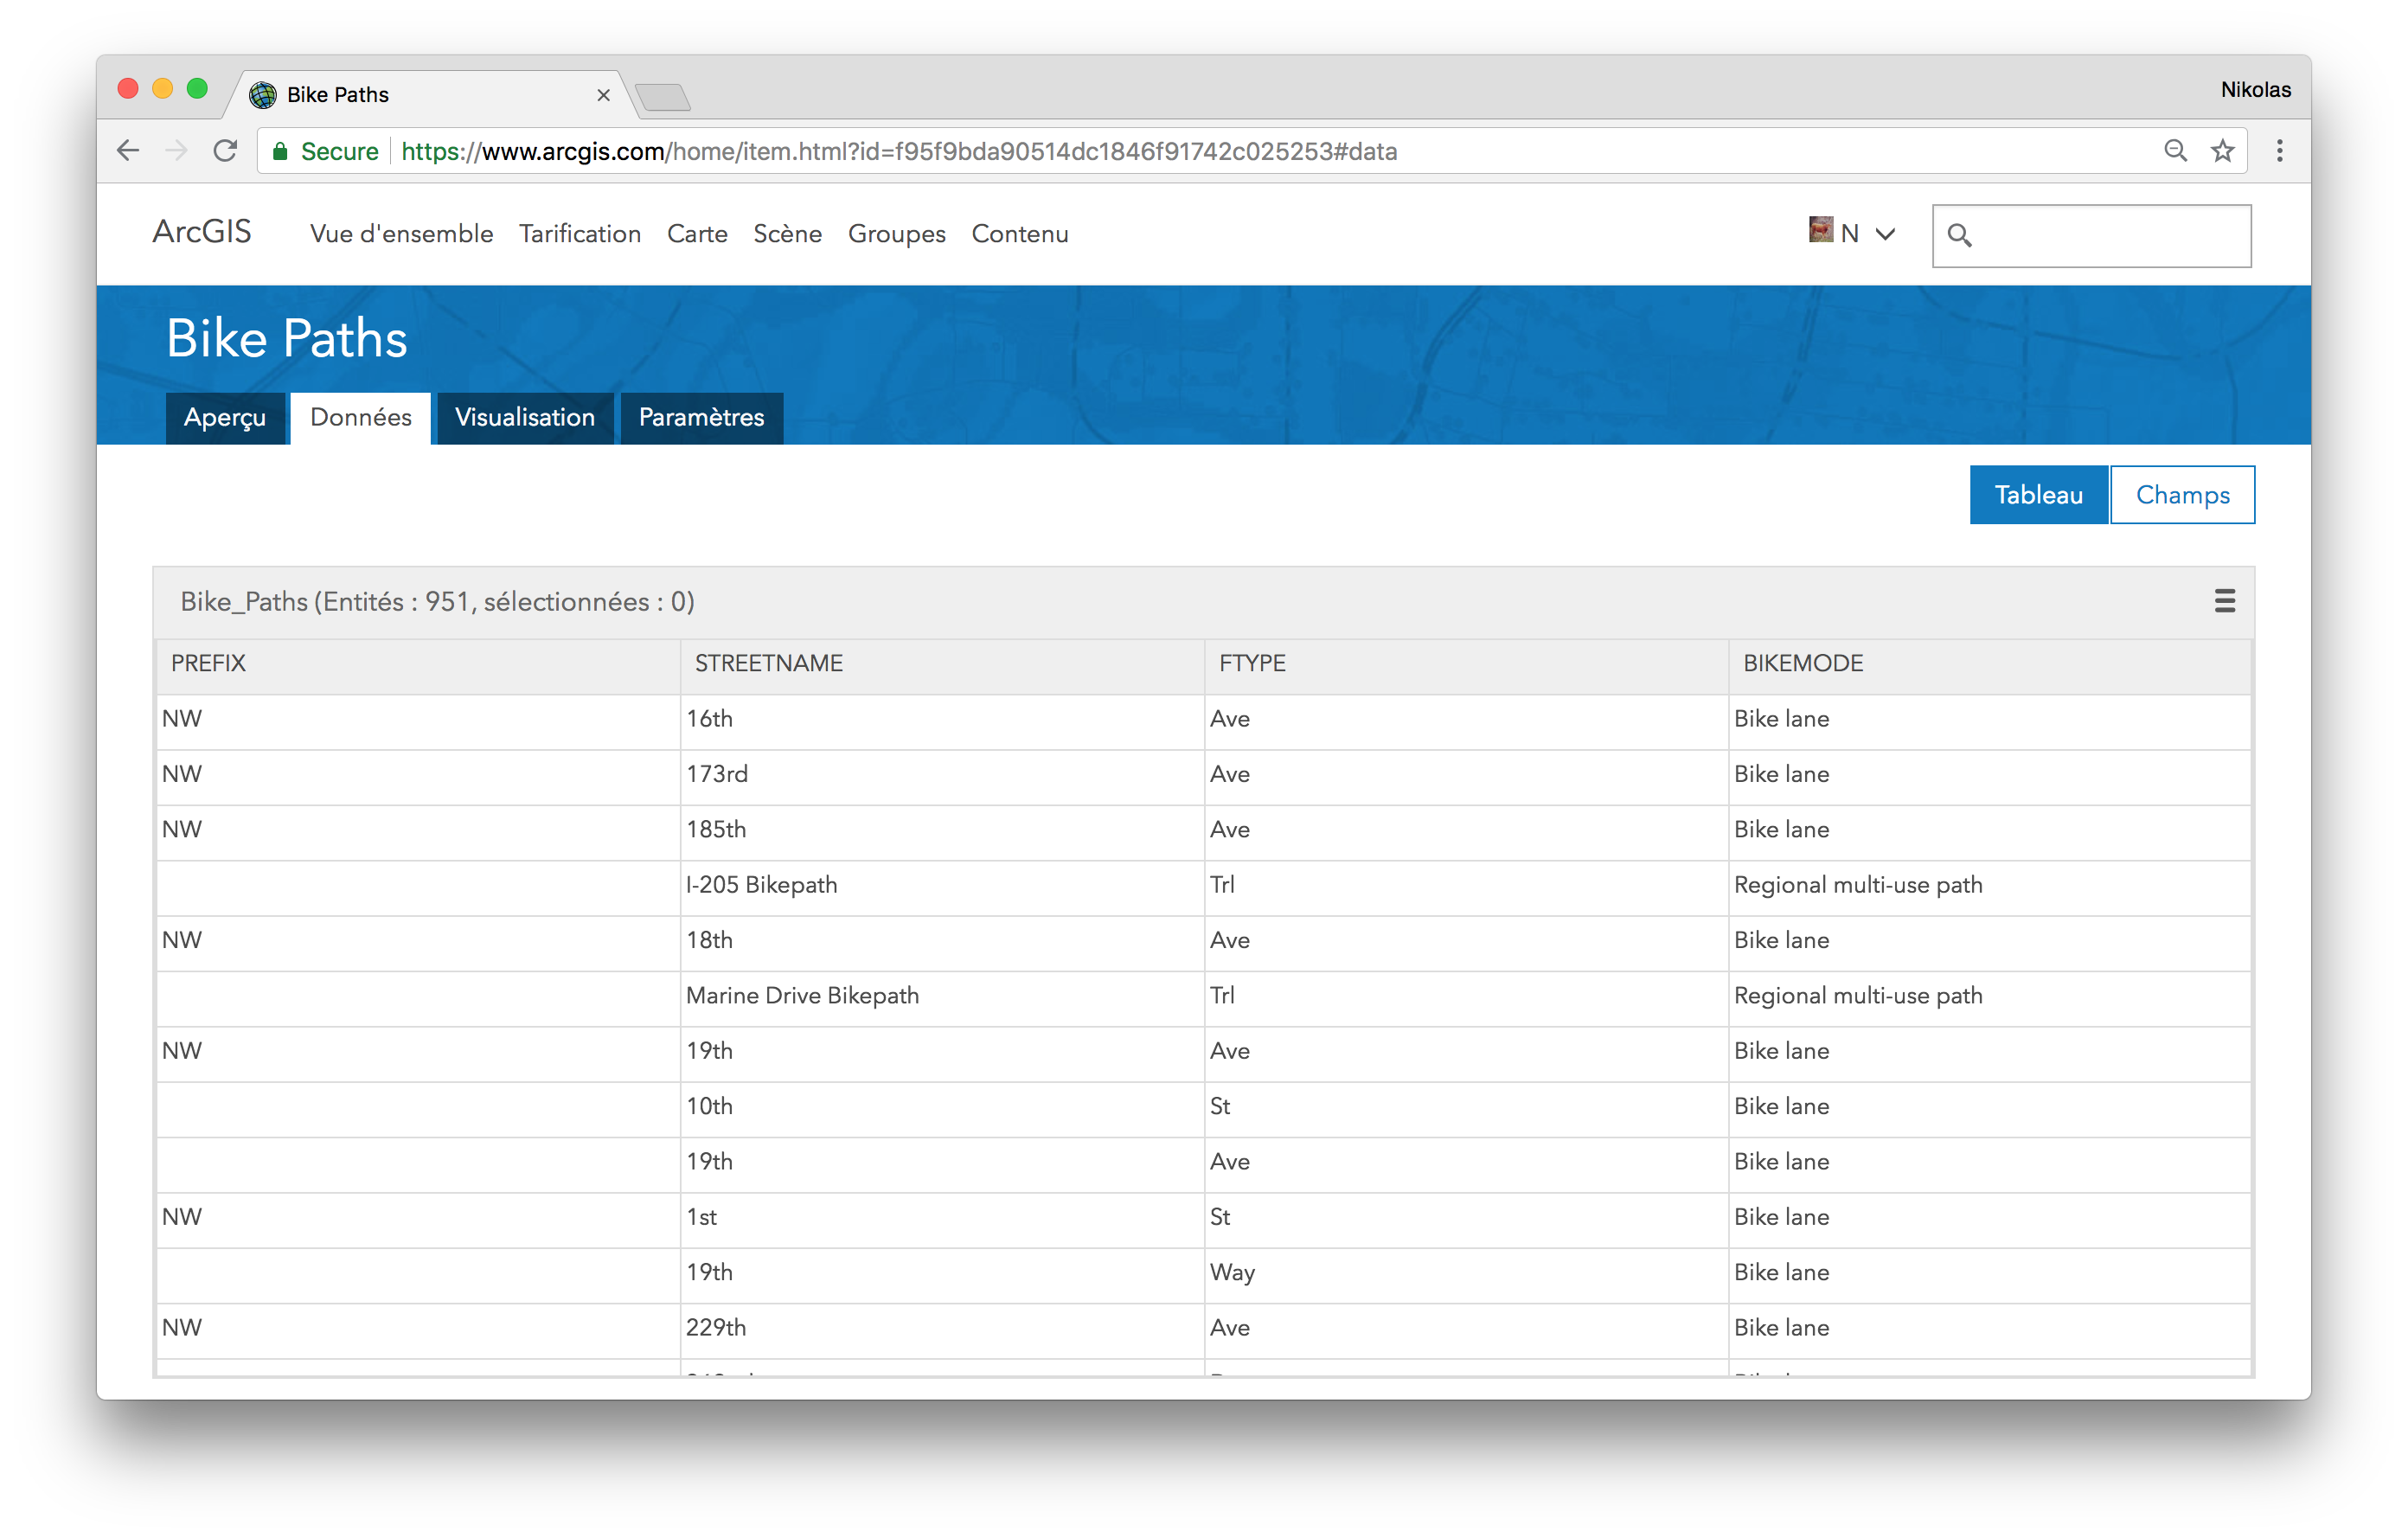 Bike Paths
Nikolas
Secure https://www.arcgis.com/home/item.html?id=f95f9bda90514dc1846f91742c025253#data
ArcGIS Vue d'ensemble Tarification Carte Scène Groupes Contenu N
Bike Paths
Aperçu Données Visualisation Paramètres
Tableau Champs
Bike_Paths (Entités : 951, sélectionnées : 0)
PREFIX STREETNAME FTYPE BIKEMODE
NW 16th Ave Bike lane
NW 173rd Ave Bike lane
NW 185th Ave Bike lane
I-205 Bikepath Trl Regional multi-use path
NW 18th Ave Bike lane
Marine Drive Bikepath Trl Regional multi-use path
NW 19th Ave Bike lane
10th St Bike lane
19th Ave Bike lane
NW 1st St Bike lane
19th Way Bike lane
NW 229th Ave Bike lane